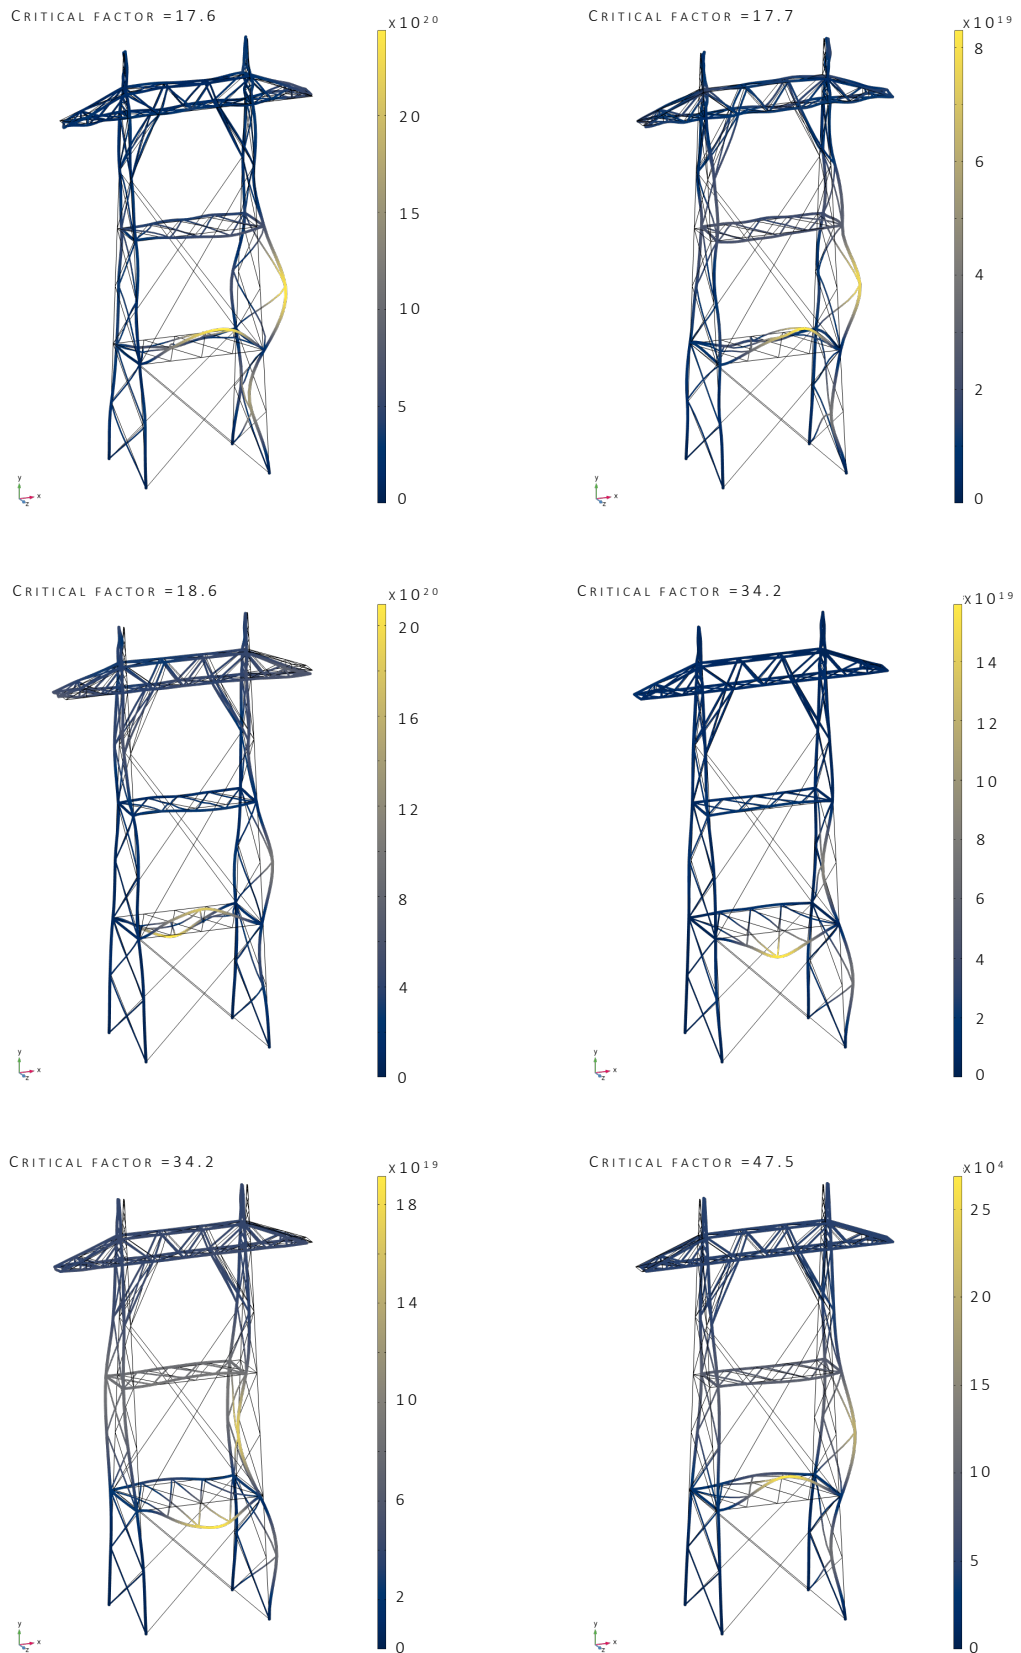 CRITICAL FACTOR =17.6
x10²⁰
20
15
10
5
0
y
x
z
CRITICAL FACTOR =17.7
x10¹⁹
8
6
4
2
0
y
x
z
CRITICAL FACTOR =18.6
x10²⁰
20
16
12
8
4
0
y
x
z
CRITICAL FACTOR =34.2
x10¹⁹
14
12
10
8
6
4
2
0
y
x
z
CRITICAL FACTOR =34.2
x10¹⁹
18
14
10
6
2
0
y
x
z
CRITICAL FACTOR =47.5
x10⁴
25
20
15
10
5
0
y
x
z